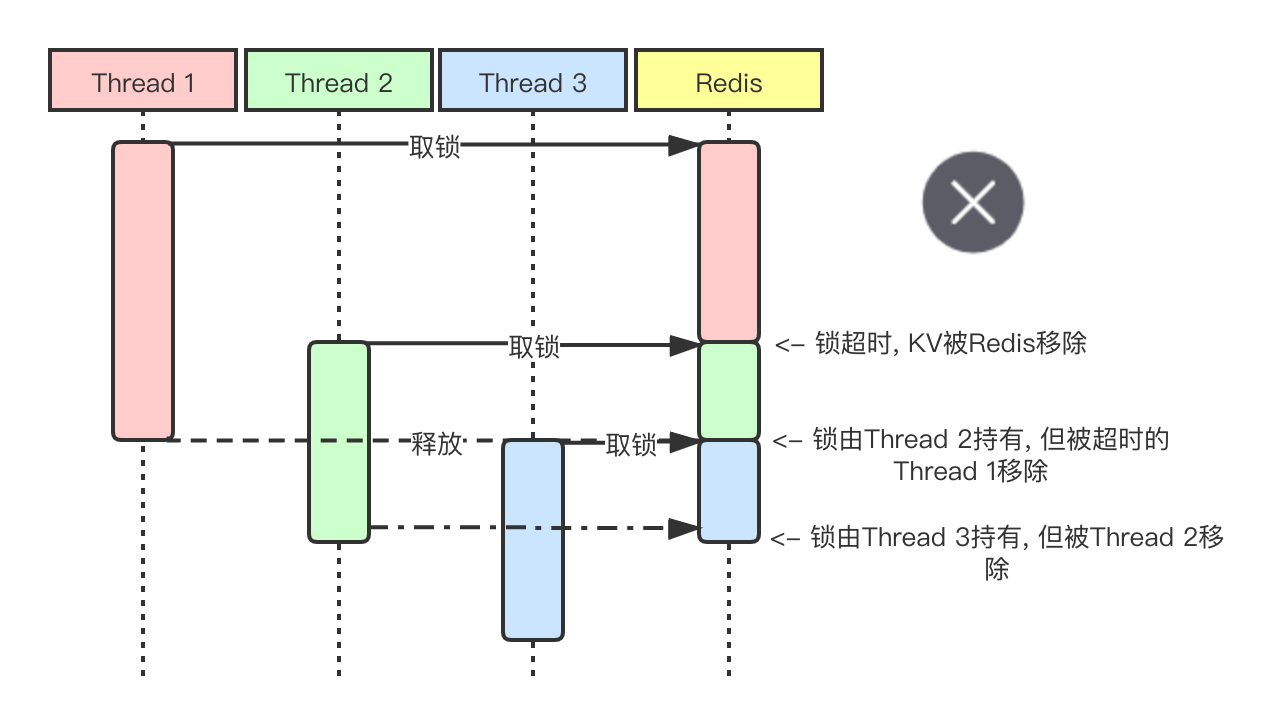 Thread 1
Thread 2
Thread 3
Redis
取锁
取锁
<- 锁超时, KV被Redis移除
释放
取锁
<- 锁由Thread 2持有, 但被超时的
Thread 1移除
<- 锁由Thread 3持有, 但被Thread 2移
除